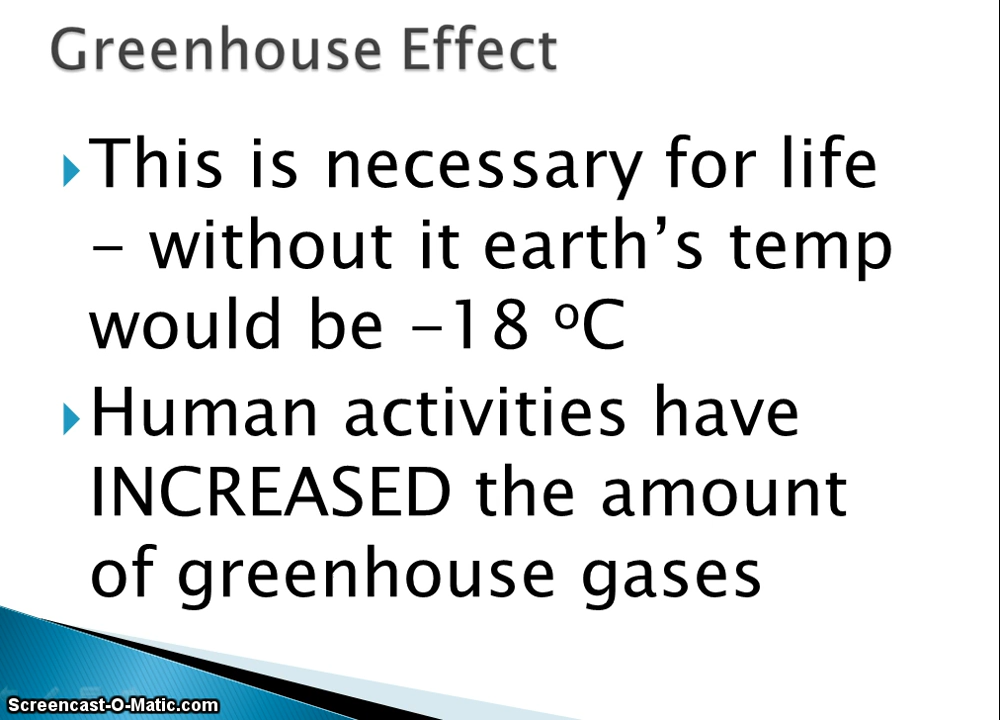 Greenhouse Effect
This is necessary for life
– without it earth’s temp
would be –18 ºC
Human activities have
INCREASED the amount
of greenhouse gases
Screencast-O-Matic.com